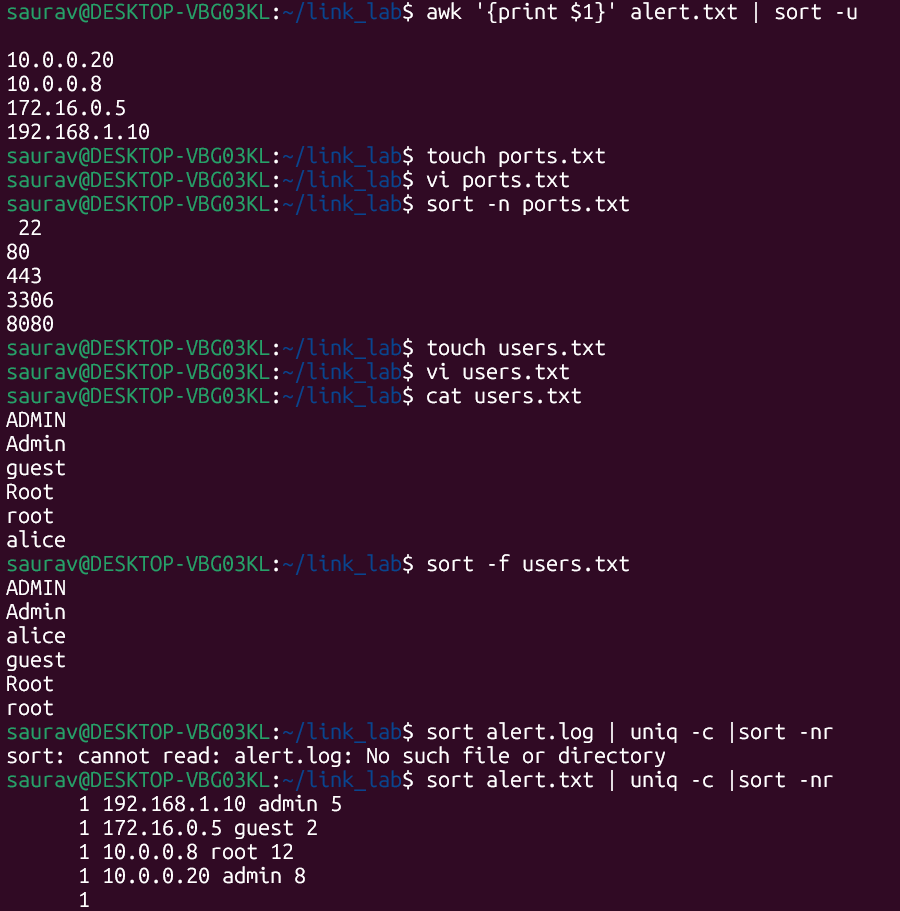 saurav@DESKTOP-VBG03KL:~/link_lab$ awk '{print $1}' alert.txt | sort -u

10.0.0.20
10.0.0.8
172.16.0.5
192.168.1.10
saurav@DESKTOP-VBG03KL:~/link_lab$ touch ports.txt
saurav@DESKTOP-VBG03KL:~/link_lab$ vi ports.txt
saurav@DESKTOP-VBG03KL:~/link_lab$ sort -n ports.txt
 22
80
443
3306
8080
saurav@DESKTOP-VBG03KL:~/link_lab$ touch users.txt
saurav@DESKTOP-VBG03KL:~/link_lab$ vi users.txt
saurav@DESKTOP-VBG03KL:~/link_lab$ cat users.txt
ADMIN
Admin
guest
Root
root
alice
saurav@DESKTOP-VBG03KL:~/link_lab$ sort -f users.txt
ADMIN
Admin
alice
guest
Root
root
saurav@DESKTOP-VBG03KL:~/link_lab$ sort alert.log | uniq -c |sort -nr
sort: cannot read: alert.log: No such file or directory
saurav@DESKTOP-VBG03KL:~/link_lab$ sort alert.txt | uniq -c |sort -nr
      1 192.168.1.10 admin 5
      1 172.16.0.5 guest 2
      1 10.0.0.8 root 12
      1 10.0.0.20 admin 8
      1